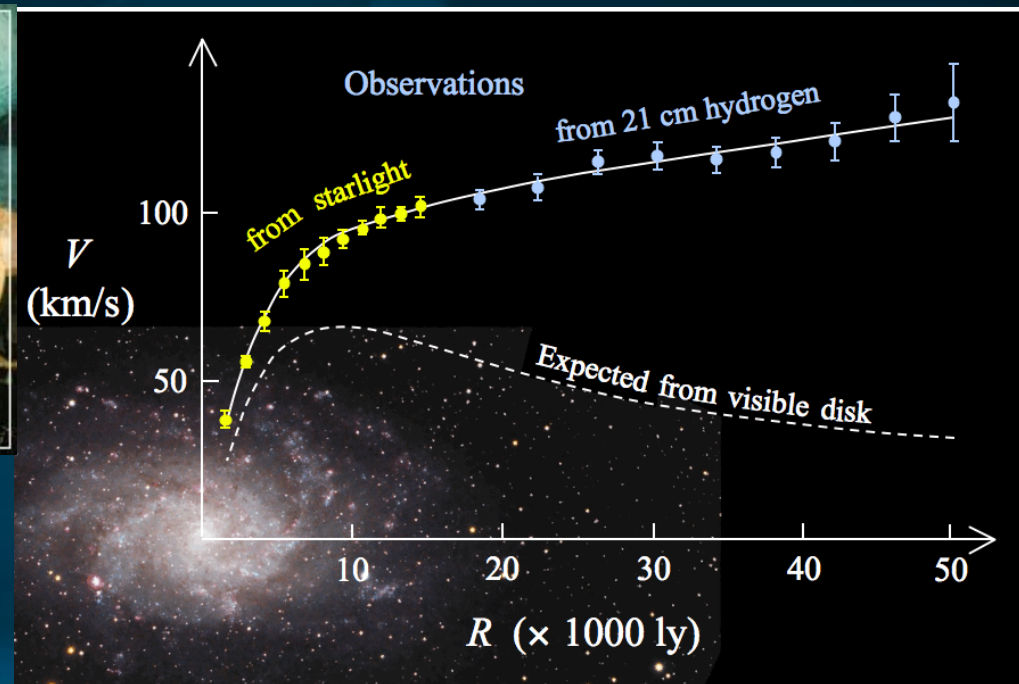 Observations
from 21 cm hydrogen
from starlight
100
V
(km/s)
50
Expected from visible disk
10
20
30
40
50
R (× 1000 ly)